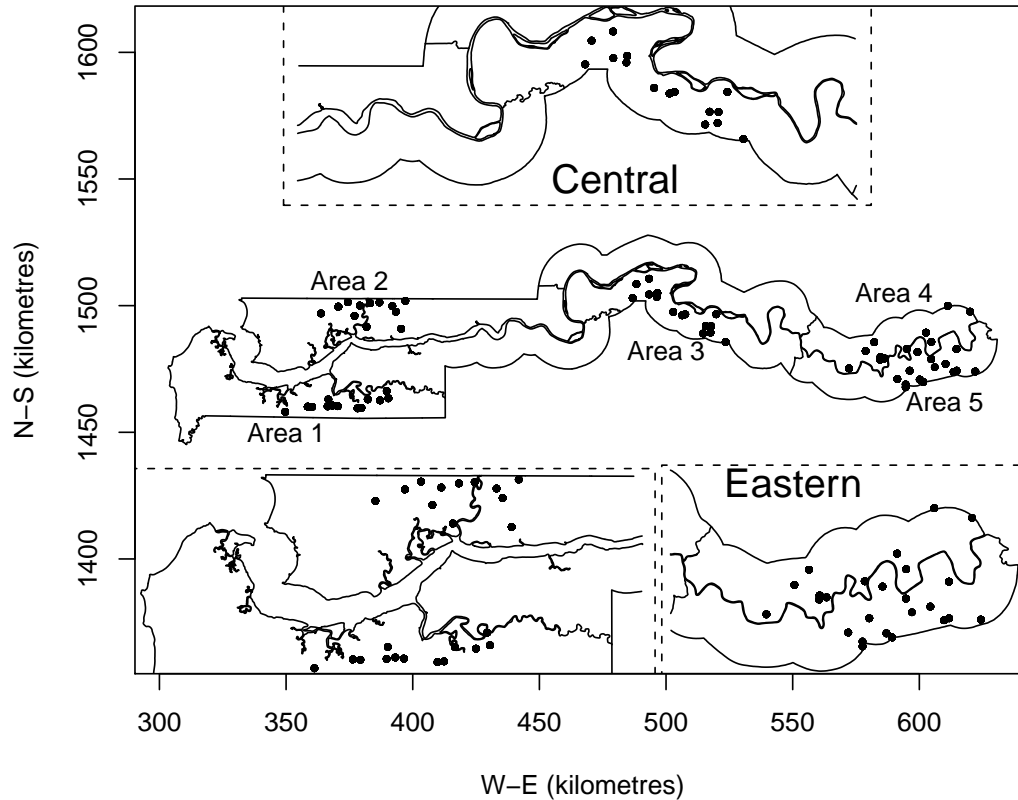 Central
Area 2
Area 4
Area 3
Area 5
Area 1
Eastern
N−S (kilometres)
1600
1550
1500
1450
1400
300 350 400 450 500 550 600
W−E (kilometres)